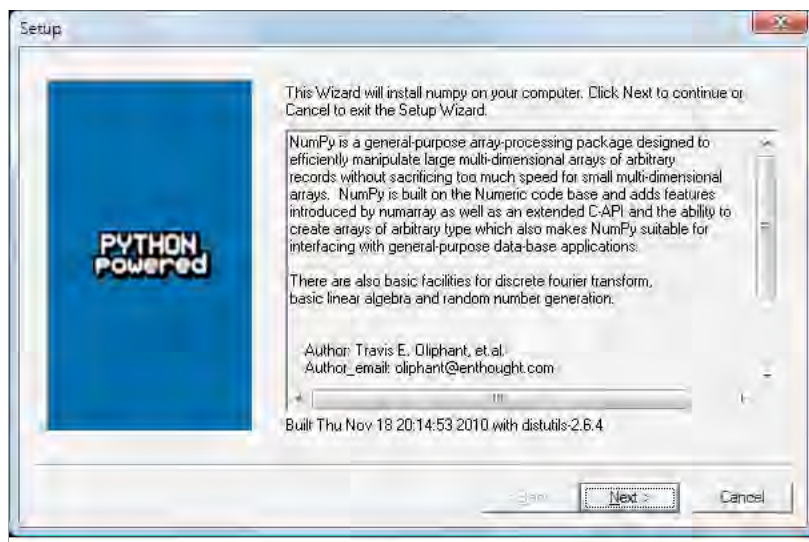 Setup
This Wizard will install numpy on your computer. Click Next to continue or
Cancel to exit the Setup Wizard.
NumPy is a general-purpose array-processing package designed to
efficiently manipulate large multi-dimensional arrays of arbitrary
records without sacrificing too much speed for small multi-dimensional
arrays. NumPy is built on the Numeric code base and adds features
introduced by numarray as well as an extended C-API and the ability to
create arrays of arbitrary type which also makes NumPy suitable for
interfacing with general-purpose data-base applications.
There are also basic facilities for discrete fourier transform,
basic linear algebra and random number generation.
PYTHON
Powered
Author: Travis E. Oliphant, et.al.
Author_email: oliphant@enthought.com
Built Thu Nov 18 20:14:53 2010 with distutils-2.6.4
< Back
Next >
Cancel